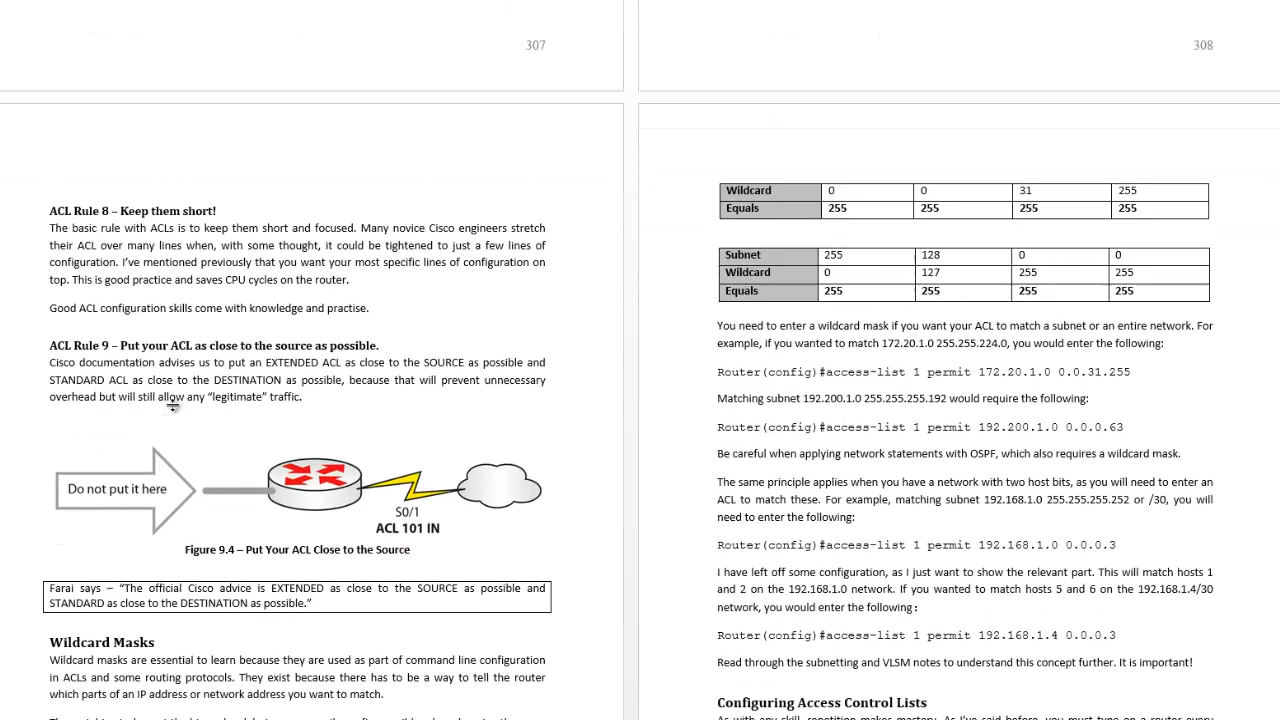 307
ACL Rule 8 – Keep them short!
The basic rule with ACLs is to keep them short and focused. Many novice Cisco engineers stretch
their ACL over many lines when, with some thought, it could be tightened to just a few lines of
configuration. I've mentioned previously that you want your most specific lines of configuration on
top. This is good practice and saves CPU cycles on the router.
Good ACL configuration skills come with knowledge and practise.
ACL Rule 9 – Put your ACL as close to the source as possible.
Cisco documentation advises us to put an EXTENDED ACL as close to the SOURCE as possible and
STANDARD ACL as close to the DESTINATION as possible, because that will prevent unnecessary
overhead but will still allow any “legitimate” traffic.
Do not put it here
S0/1
ACL 101 IN
Figure 9.4 – Put Your ACL Close to the Source
Farai says – “The official Cisco advice is EXTENDED as close to the SOURCE as possible and
STANDARD as close to the DESTINATION as possible.”
Wildcard Masks
Wildcard masks are essential to learn because they are used as part of command line configuration
in ACLs and some routing protocols. They exist because there has to be a way to tell the router
which parts of an IP address or network address you want to match.
308
Wildcard 0 0 31 255
Equals 255 255 255 255
Subnet 255 128 0 0
Wildcard 0 127 255 255
Equals 255 255 255 255
You need to enter a wildcard mask if you want your ACL to match a subnet or an entire network. For
example, if you wanted to match 172.20.1.0 255.255.224.0, you would enter the following:
Router(config)#access-list 1 permit 172.20.1.0 0.0.31.255
Matching subnet 192.200.1.0 255.255.255.192 would require the following:
Router(config)#access-list 1 permit 192.200.1.0 0.0.0.63
Be careful when applying network statements with OSPF, which also requires a wildcard mask.
The same principle applies when you have a network with two host bits, as you will need to enter an
ACL to match these. For example, matching subnet 192.168.1.0 255.255.255.252 or /30, you will
need to enter the following:
Router(config)#access-list 1 permit 192.168.1.0 0.0.0.3
I have left off some configuration, as I just want to show the relevant part. This will match hosts 1
and 2 on the 192.168.1.0 network. If you wanted to match hosts 5 and 6 on the 192.168.1.4/30
network, you would enter the following:
Router(config)#access-list 1 permit 192.168.1.4 0.0.0.3
Read through the subnetting and VLSM notes to understand this concept further. It is important!
Configuring Access Control Lists